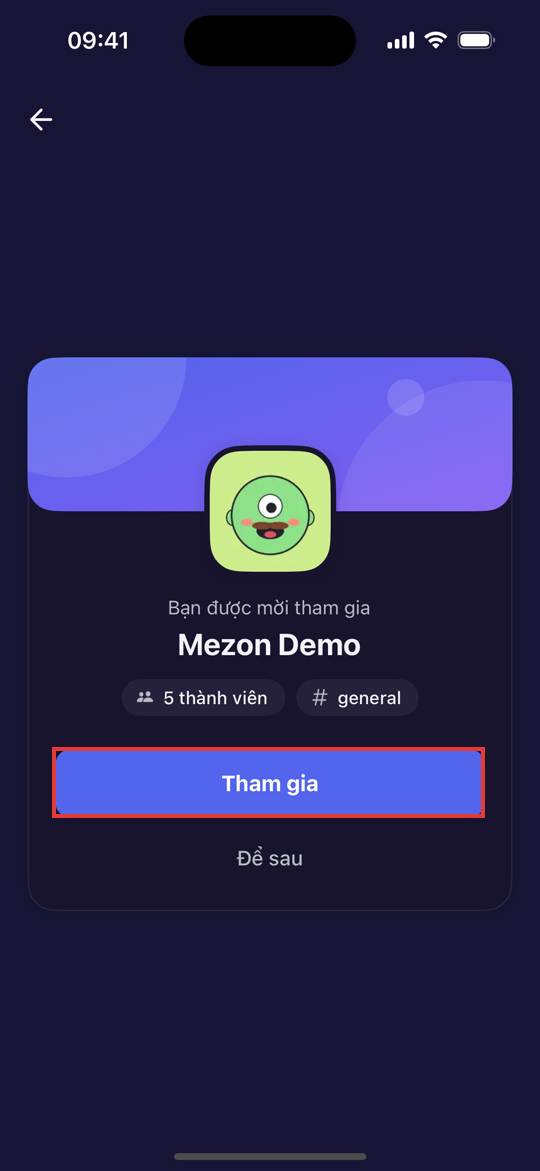 09:41
Bạn được mời tham gia
Mezon Demo
5 thành viên
# general
Tham gia
Để sau